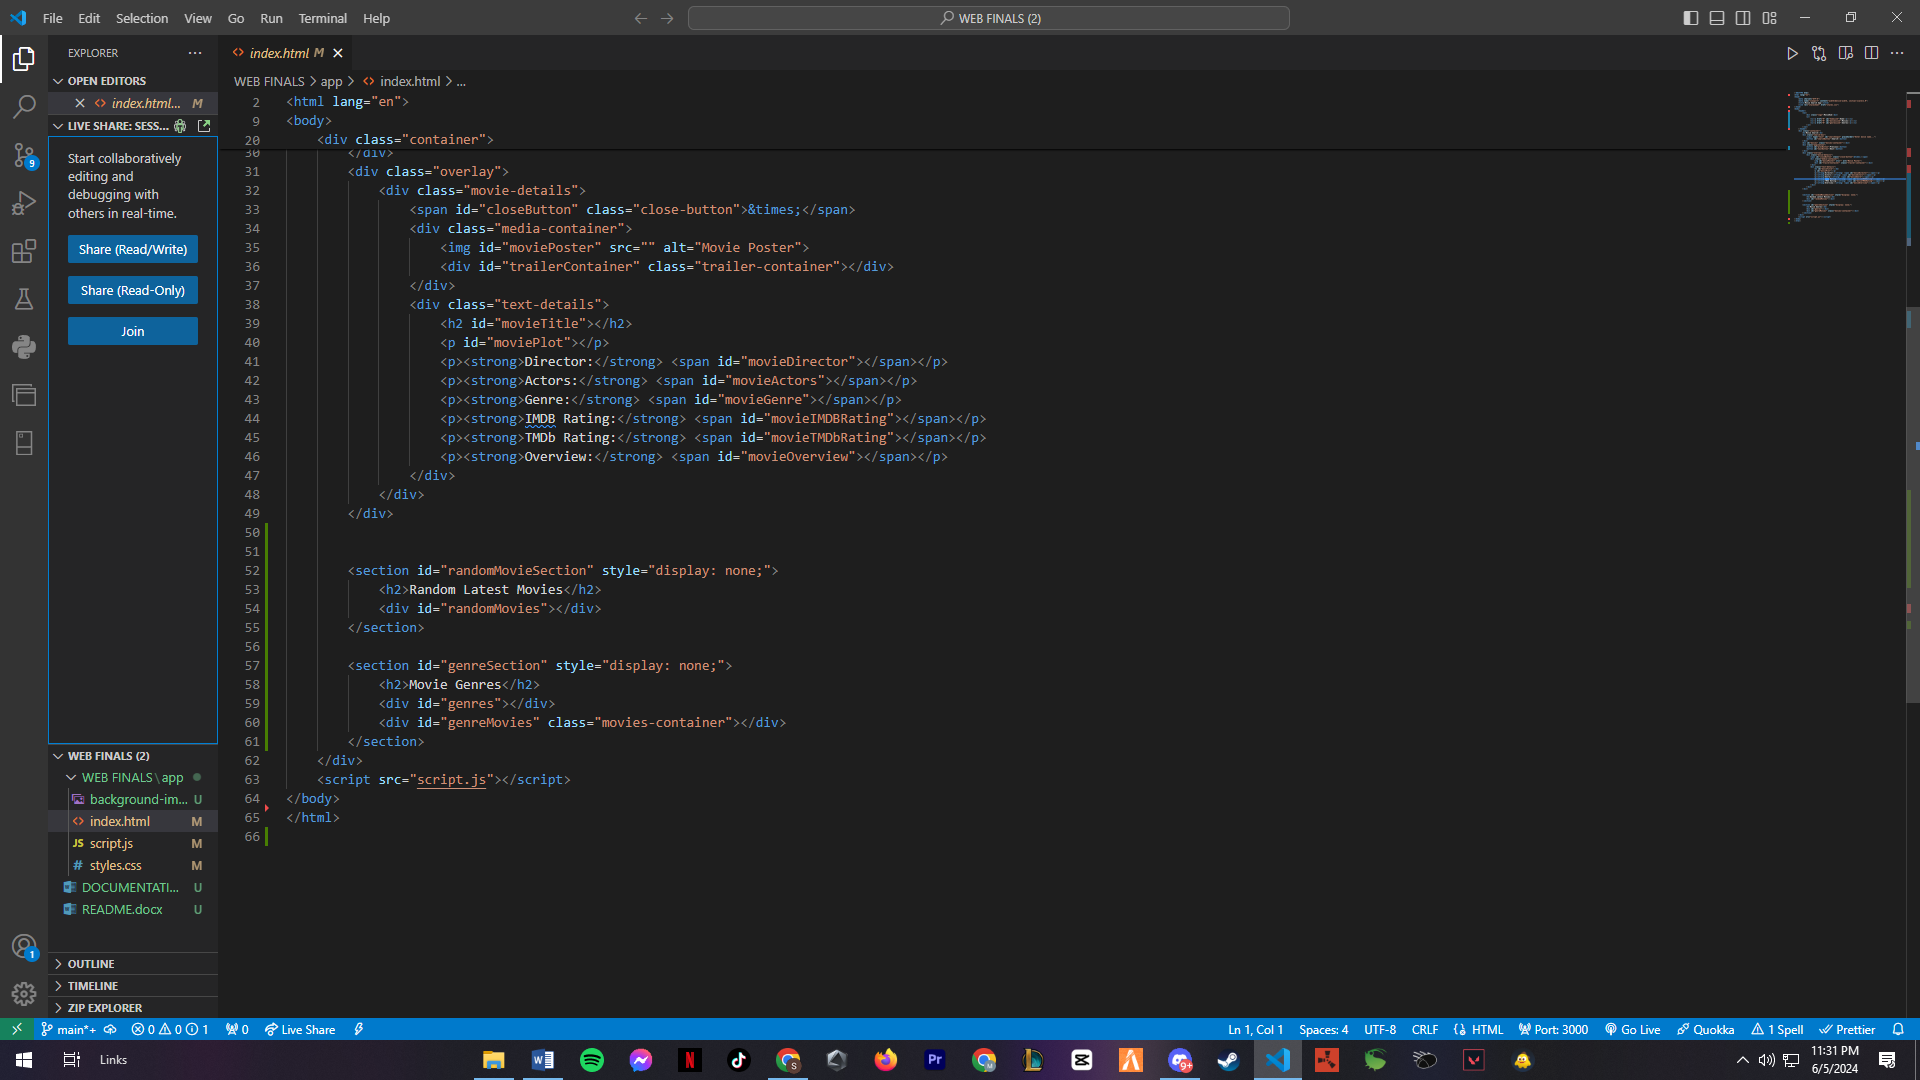 File Edit Selection View Go Run Terminal Help
WEB FINALS (2)
EXPLORER
OPEN EDITORS
index.html... M
LIVE SHARE: SESS...
Start collaboratively
editing and
debugging with
others in real-time.
Share (Read/Write)
Share (Read-Only)
Join
WEB FINALS (2)
WEB FINALS \ app
background-im... U
index.html M
JS script.js M
# styles.css M
DOCUMENTATI... U
README.docx U
OUTLINE
TIMELINE
ZIP EXPLORER
9
1
index.html M
WEB FINALS > app > index.html > ...
2 <html lang="en">
9 <body>
20 <div class="container">
30 </div>
31 <div class="overlay">
32 <div class="movie-details">
33 <span id="closeButton" class="close-button">&times;</span>
34 <div class="media-container">
35 <img id="moviePoster" src="" alt="Movie Poster">
36 <div id="trailerContainer" class="trailer-container"></div>
37 </div>
38 <div class="text-details">
39 <h2 id="movieTitle"></h2>
40 <p id="moviePlot"></p>
41 <p><strong>Director:</strong> <span id="movieDirector"></span></p>
42 <p><strong>Actors:</strong> <span id="movieActors"></span></p>
43 <p><strong>Genre:</strong> <span id="movieGenre"></span></p>
44 <p><strong>IMDB Rating:</strong> <span id="movieIMDBRating"></span></p>
45 <p><strong>TMDb Rating:</strong> <span id="movieTMDbRating"></span></p>
46 <p><strong>Overview:</strong> <span id="movieOverview"></span></p>
47 </div>
48 </div>
49 </div>
50
51
52 <section id="randomMovieSection" style="display: none;">
53 <h2>Random Latest Movies</h2>
54 <div id="randomMovies"></div>
55 </section>
56
57 <section id="genreSection" style="display: none;">
58 <h2>Movie Genres</h2>
59 <div id="genres"></div>
60 <div id="genreMovies" class="movies-container"></div>
61 </section>
62 </div>
63 <script src="script.js"></script>
64 </body>
65 </html>
66
main*+ 0 0 1 0 Live Share Ln 1, Col 1 Spaces: 4 UTF-8 CRLF HTML Port: 3000 Go Live Quokka 1 Spell Prettier
Links
Pr
9+
11:31 PM
6/5/2024